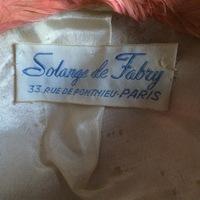 Solange de Fabry
33, RUE DE PONTHIEU-PARIS